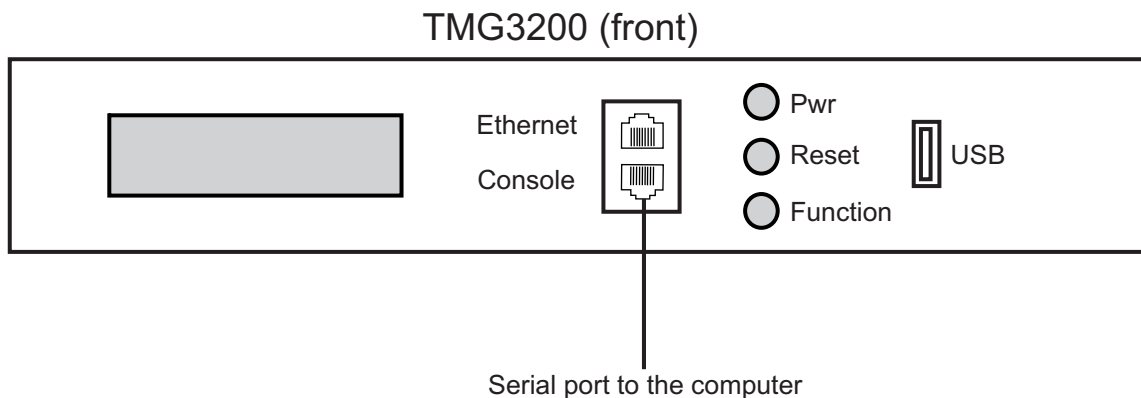 TMG3200 (front)
Ethernet
Console
Pwr
Reset
Function
USB
Serial port to the computer